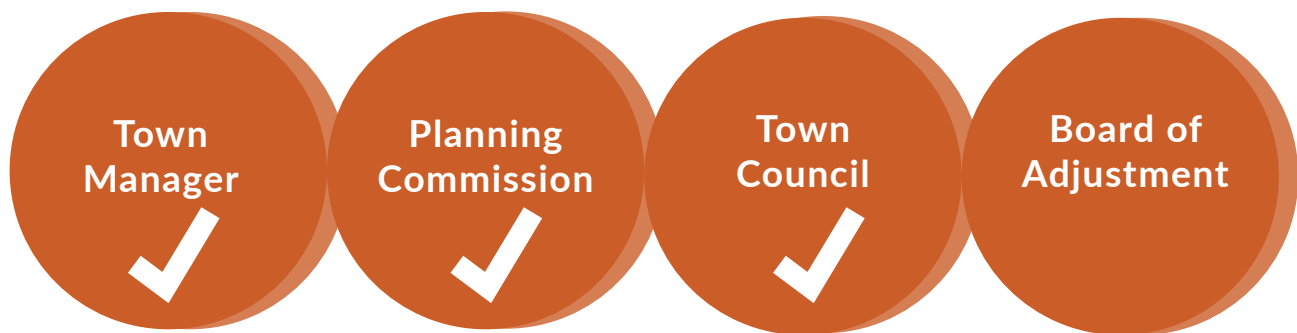 Town
Manager
Planning
Commission
Town
Council
Board of
Adjustment